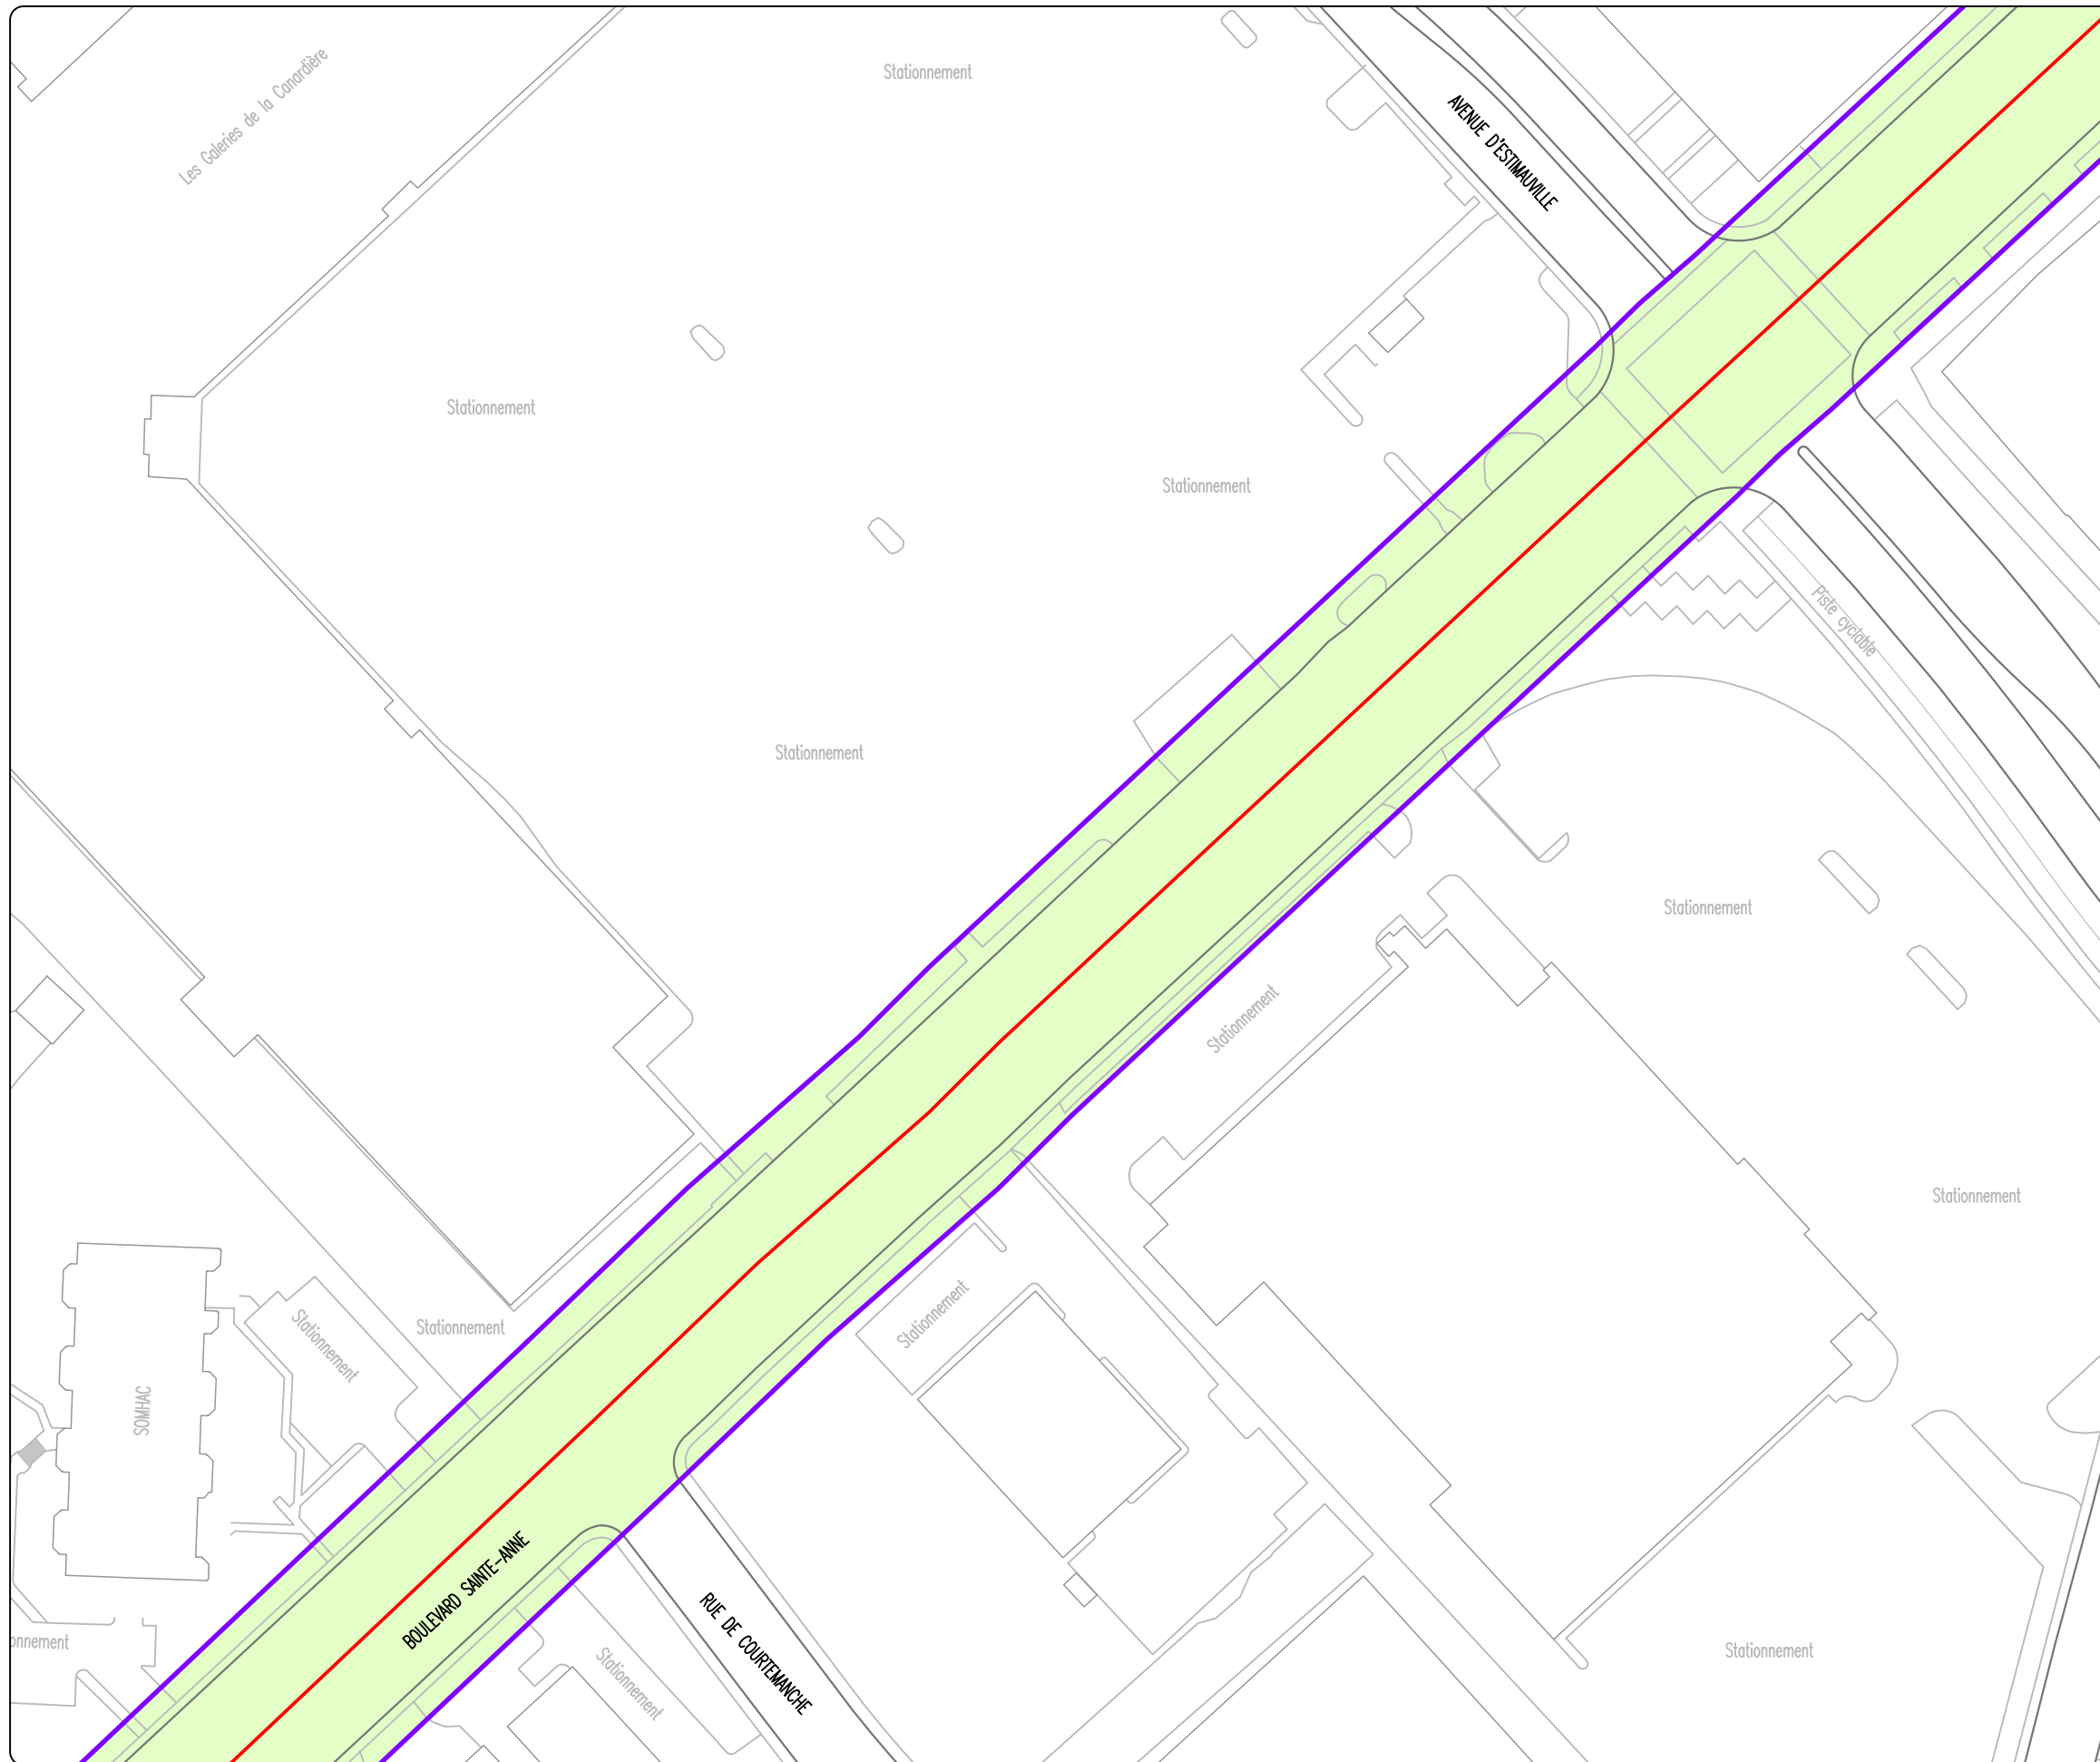 Stationnement
Les Galeries de la Canardière
AVENUE D'ESTIMAUVILLE
Stationnement
Stationnement
Piste cyclable
Stationnement
Stationnement
Stationnement
Stationnement
Stationnement
Stationnement
Stationnement
SOMHAC
BOULEVARD SAINTE-ANNE
onnement
RUE DE COURTEMANCHE
Stationnement
Stationnement